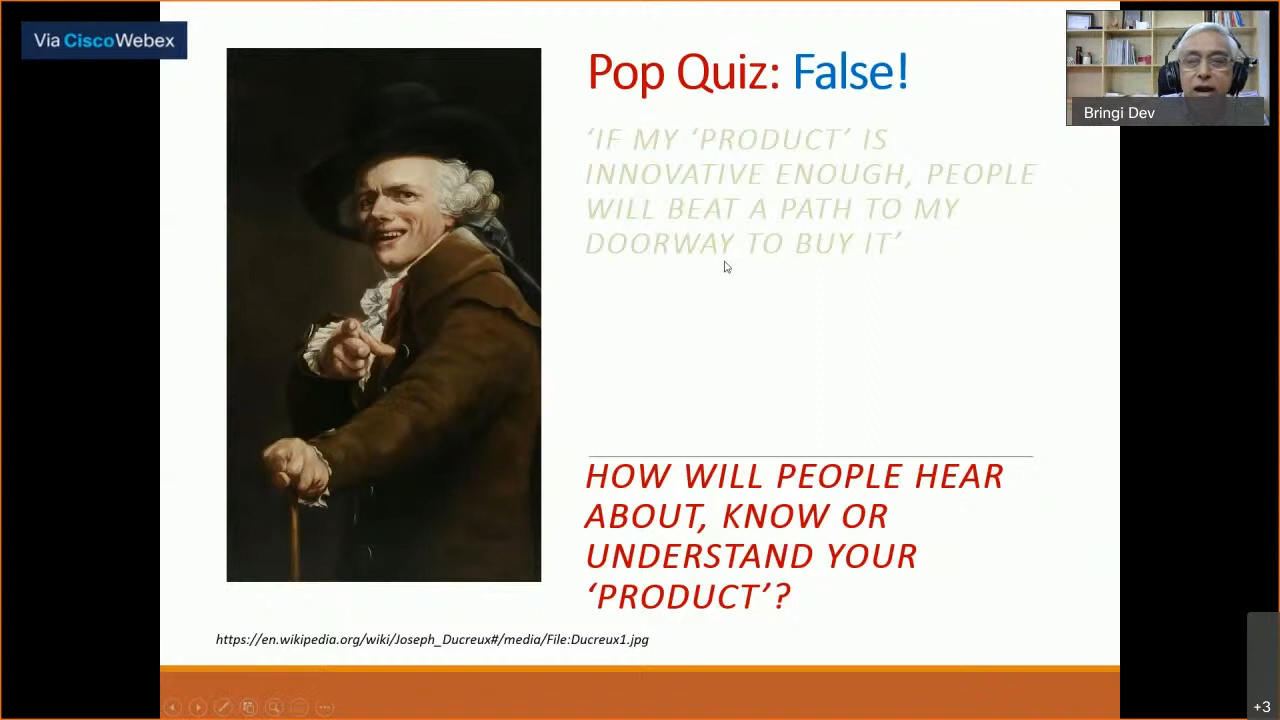 Via CiscoWebex
Pop Quiz: False!
‘IF MY ‘PRODUCT’ IS
INNOVATIVE ENOUGH, PEOPLE
WILL BEAT A PATH TO MY
DOORWAY TO BUY IT’
Bringi Dev
HOW WILL PEOPLE HEAR
ABOUT, KNOW OR
UNDERSTAND YOUR
‘PRODUCT’?
https://en.wikipedia.org/wiki/Joseph_Ducreux#/media/File:Ducreux1.jpg
+3